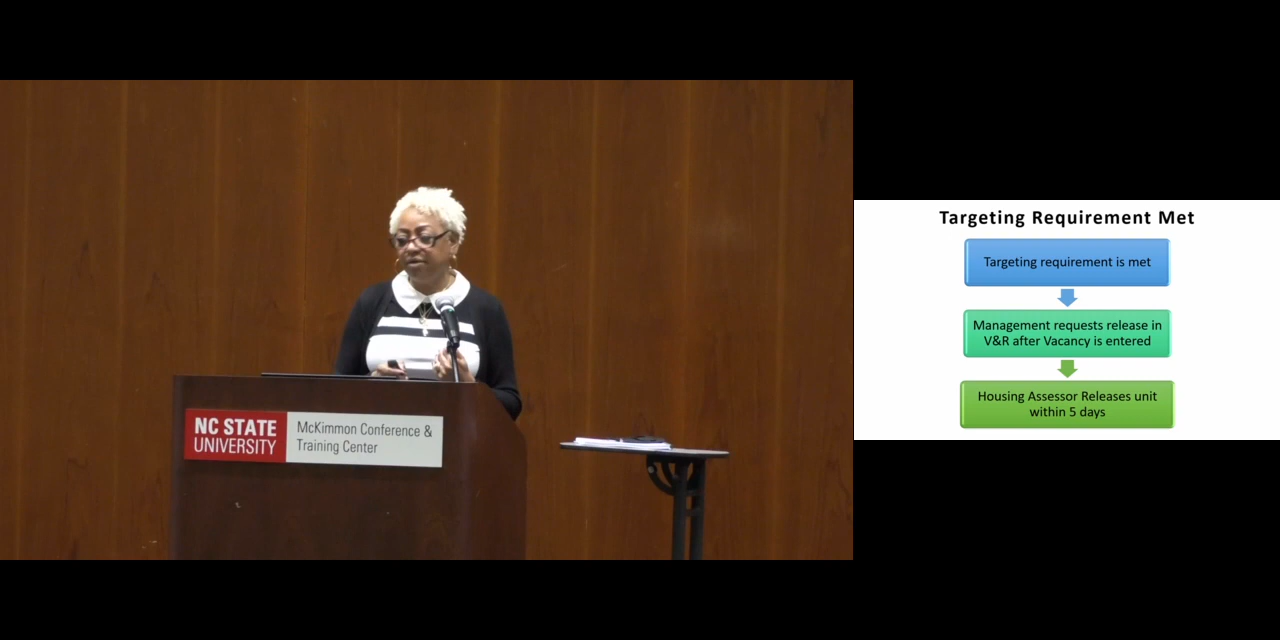 NC STATE
UNIVERSITY
McKimmon Conference &
Training Center
Targeting Requirement Met
Targeting requirement is met
Management requests release in
V&R after Vacancy is entered
Housing Assessor Releases unit
within 5 days